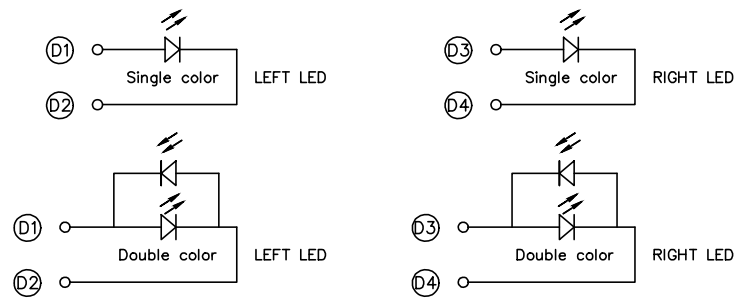 D1
Single color
D2
LEFT LED
D3
Single color
D4
RIGHT LED
D1
Double color
D2
LEFT LED
D3
Double color
D4
RIGHT LED